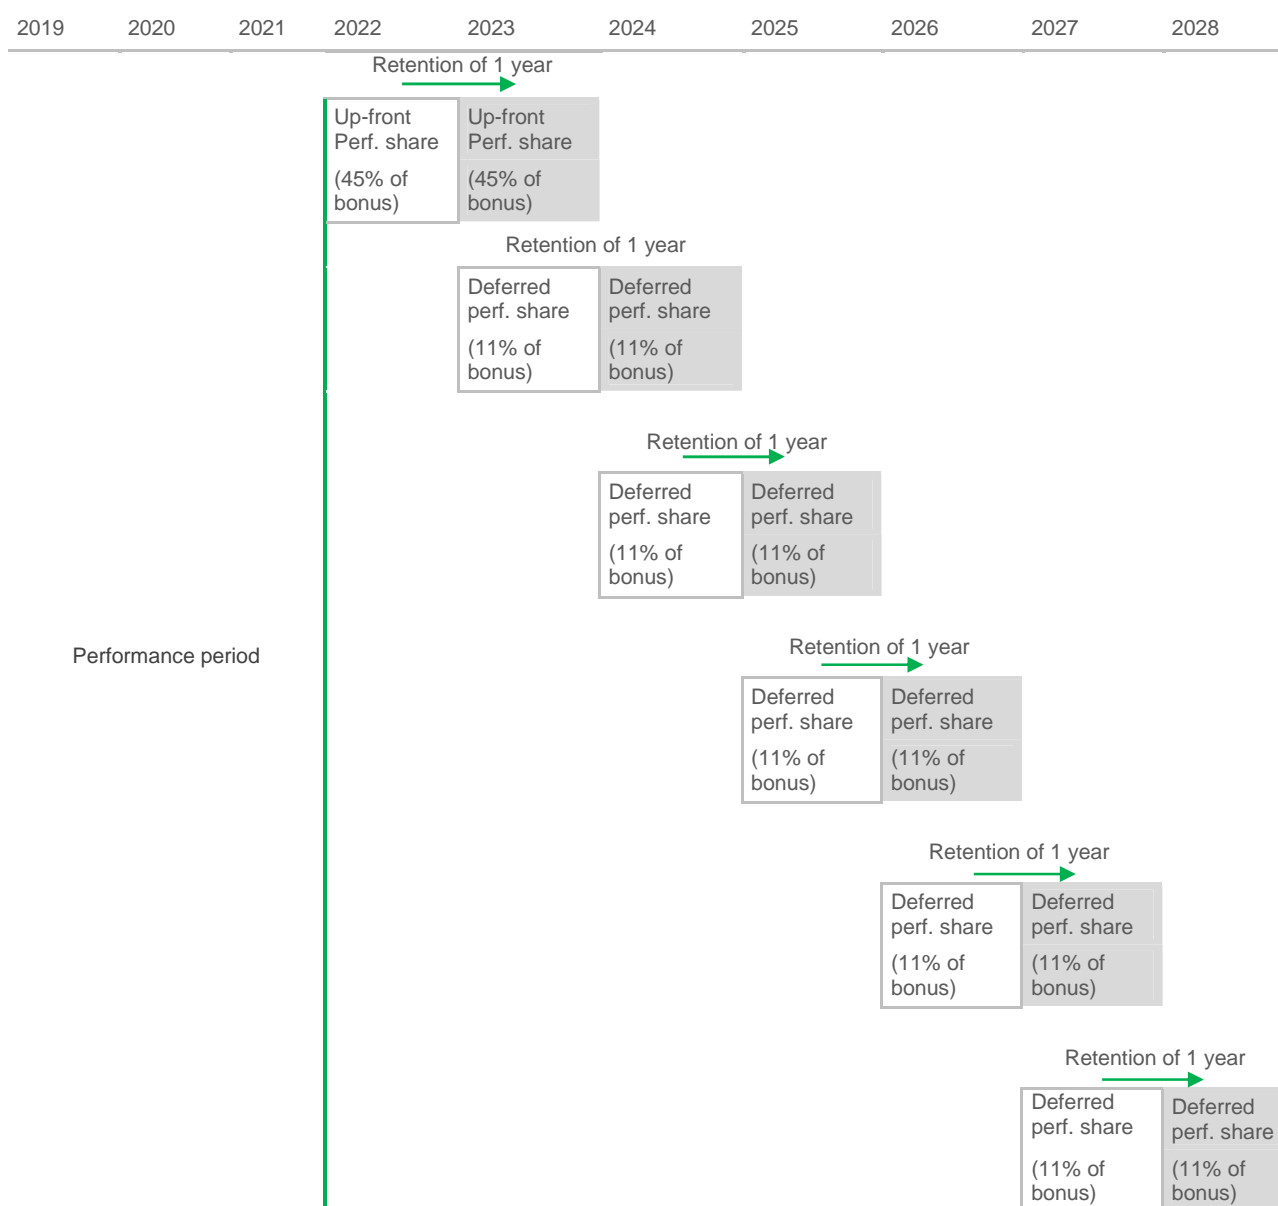 2019 2020 2021 2022 2023 2024 2025 2026 2027 2028
Retention of 1 year
Up-front Up-front
Perf. share Perf. share
(45% of (45% of
bonus) bonus)
Retention of 1 year
Deferred Deferred
perf. share perf. share
(11% of (11% of
bonus) bonus)
Retention of 1 year
Deferred Deferred
perf. share perf. share
(11% of (11% of
bonus) bonus)
Performance period
Retention of 1 year
Deferred Deferred
perf. share perf. share
(11% of (11% of
bonus) bonus)
Retention of 1 year
Deferred Deferred
perf. share perf. share
(11% of (11% of
bonus) bonus)
Retention of 1 year
Deferred Deferred
perf. share perf. share
(11% of (11% of
bonus) bonus)